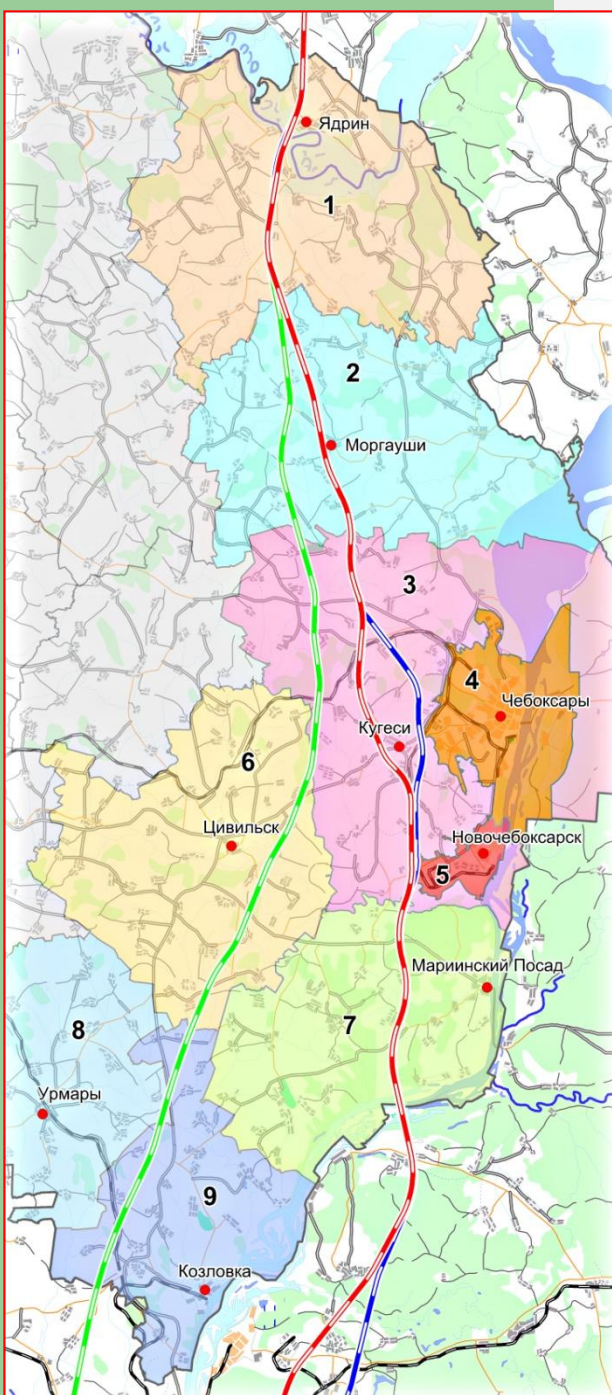 Ядрин
1
2
Моргауши
3
4
Чебоксары
Кугеси
6
Цивильск
Новочебоксарск
5
Мариинский Посад
7
8
Урмары
9
Козловка